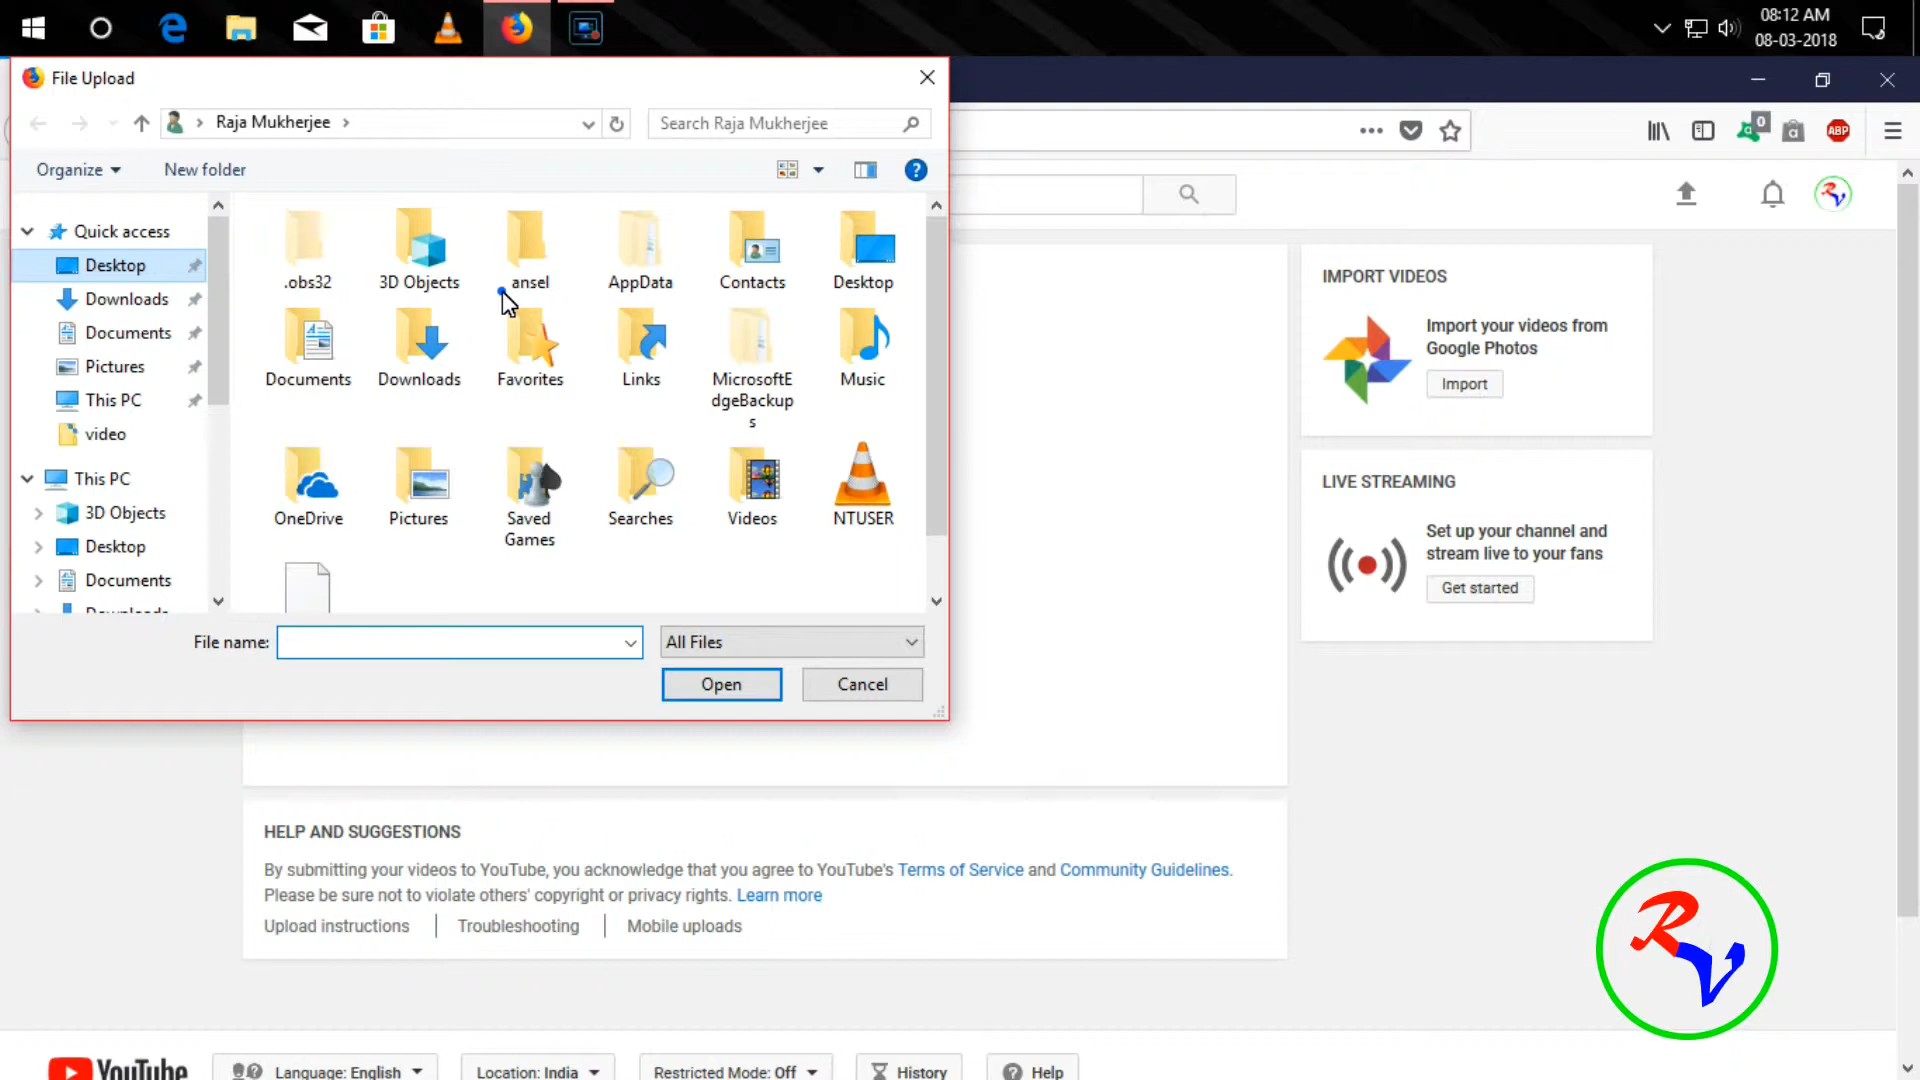 08:12 AM
08-03-2018
File Upload
Raja Mukherjee
Search Raja Mukherjee
0
ABP
Organize
New folder
?
Quick access
Desktop
Downloads
Documents
Pictures
This PC
video
This PC
3D Objects
Desktop
Documents
Downloads
.obs32
3D Objects
ansel
AppData
Contacts
Desktop
Documents
Downloads
Favorites
Links
MicrosoftE
dgeBackup
s
Music
OneDrive
Pictures
Saved
Games
Searches
Videos
NTUSER
File name:
All Files
Open
Cancel
IMPORT VIDEOS
Import your videos from
Google Photos
Import
LIVE STREAMING
Set up your channel and
stream live to your fans
Get started
HELP AND SUGGESTIONS
By submitting your videos to YouTube, you acknowledge that you agree to YouTube's Terms of Service and Community Guidelines.
Please be sure not to violate others' copyright or privacy rights. Learn more
Upload instructions
Troubleshooting
Mobile uploads
RV
YouTube
Language: English
Location: India
Restricted Mode: Off
History
Help